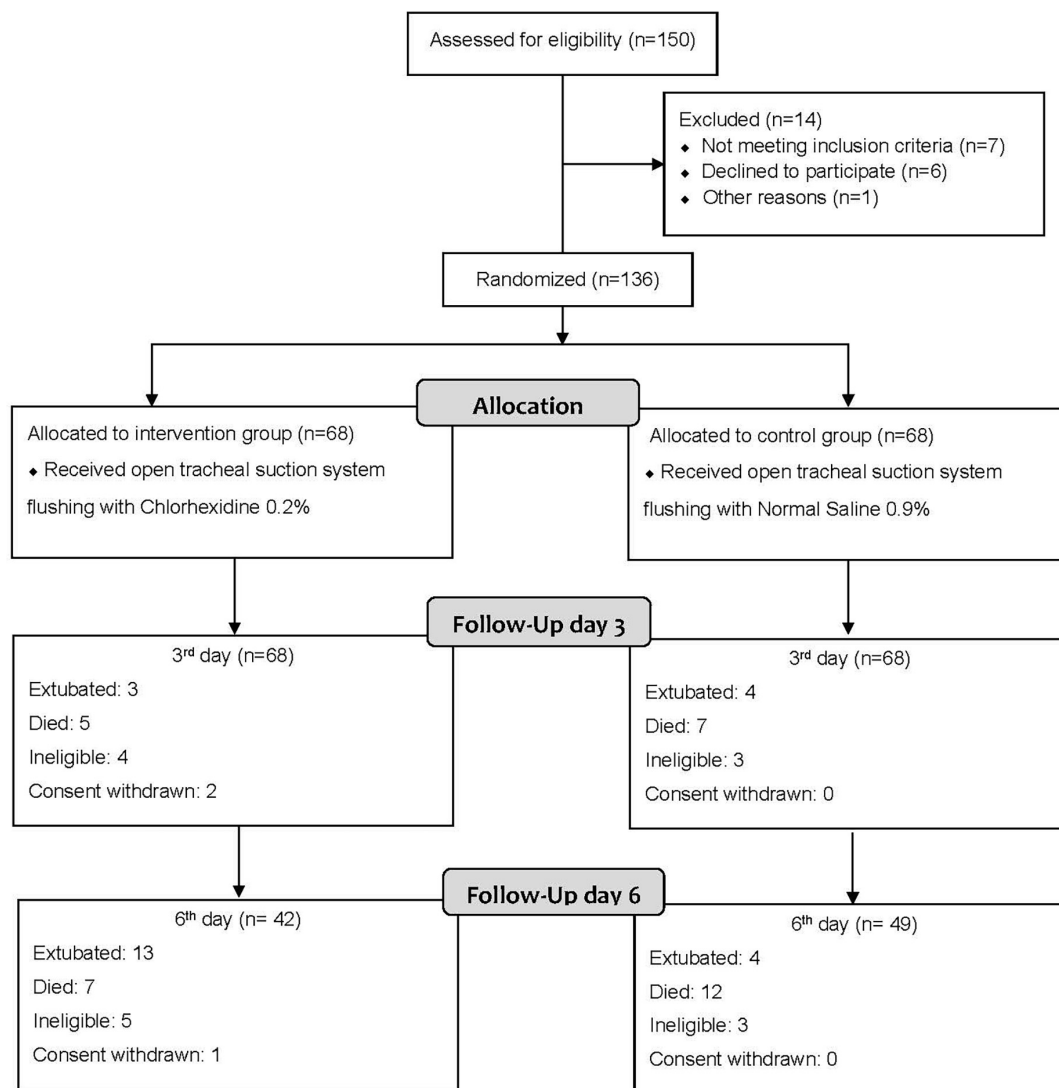 Assessed for eligibility (n=150)
Excluded (n=14)
◆ Not meeting inclusion criteria (n=7)
◆ Declined to participate (n=6)
◆ Other reasons (n=1)
Randomized (n=136)
Allocation
Allocated to intervention group (n=68)
◆ Received open tracheal suction system
flushing with Chlorhexidine 0.2%
Allocated to control group (n=68)
◆ Received open tracheal suction system
flushing with Normal Saline 0.9%
Follow-Up day 3
3rd day (n=68)
Extubated: 3
Died: 5
Ineligible: 4
Consent withdrawn: 2
3rd day (n=68)
Extubated: 4
Died: 7
Ineligible: 3
Consent withdrawn: 0
Follow-Up day 6
6th day (n= 42)
Extubated: 13
Died: 7
Ineligible: 5
Consent withdrawn: 1
6th day (n= 49)
Extubated: 4
Died: 12
Ineligible: 3
Consent withdrawn: 0